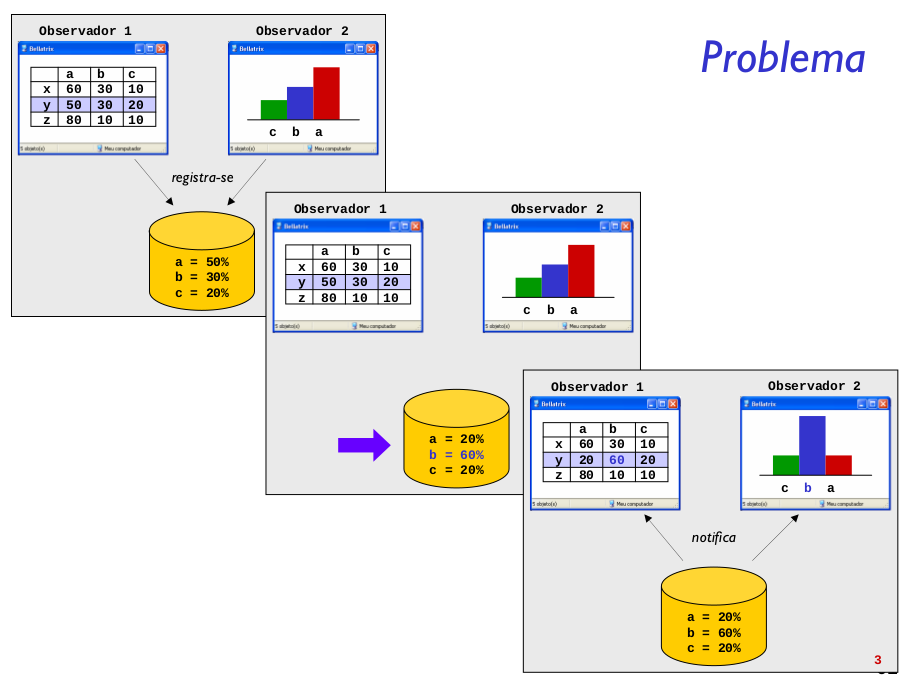 Problema
Observador 1
Observador 2
Bellatrix
Bellatrix
a b c
x 60 30 10
y 50 30 20
z 80 10 10
c b a
5 objeto(s) Meu computador
5 objeto(s) Meu computador
registra-se
a = 50%
b = 30%
c = 20%
Observador 1
Observador 2
Bellatrix
Bellatrix
a b c
x 60 30 10
y 50 30 20
z 80 10 10
c b a
5 objeto(s) Meu computador
5 objeto(s) Meu computador
a = 20%
b = 60%
c = 20%
Observador 1
Observador 2
Bellatrix
Bellatrix
a b c
x 60 30 10
y 20 60 20
z 80 10 10
c b a
5 objeto(s) Meu computador
5 objeto(s) Meu computador
notifica
a = 20%
b = 60%
c = 20%
3